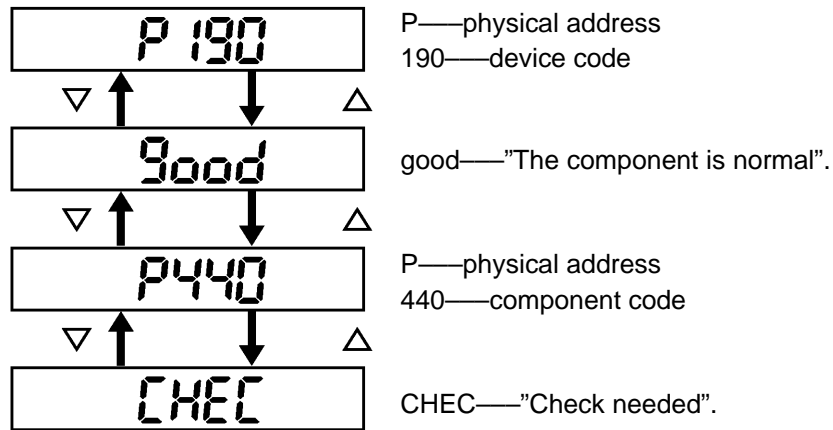 P 190
P–––physical address
190–––device code
▽ △
good
good–––”The component is normal”.
▽ △
P440
P–––physical address
440–––component code
▽ △
CHEC
CHEC–––”Check needed”.